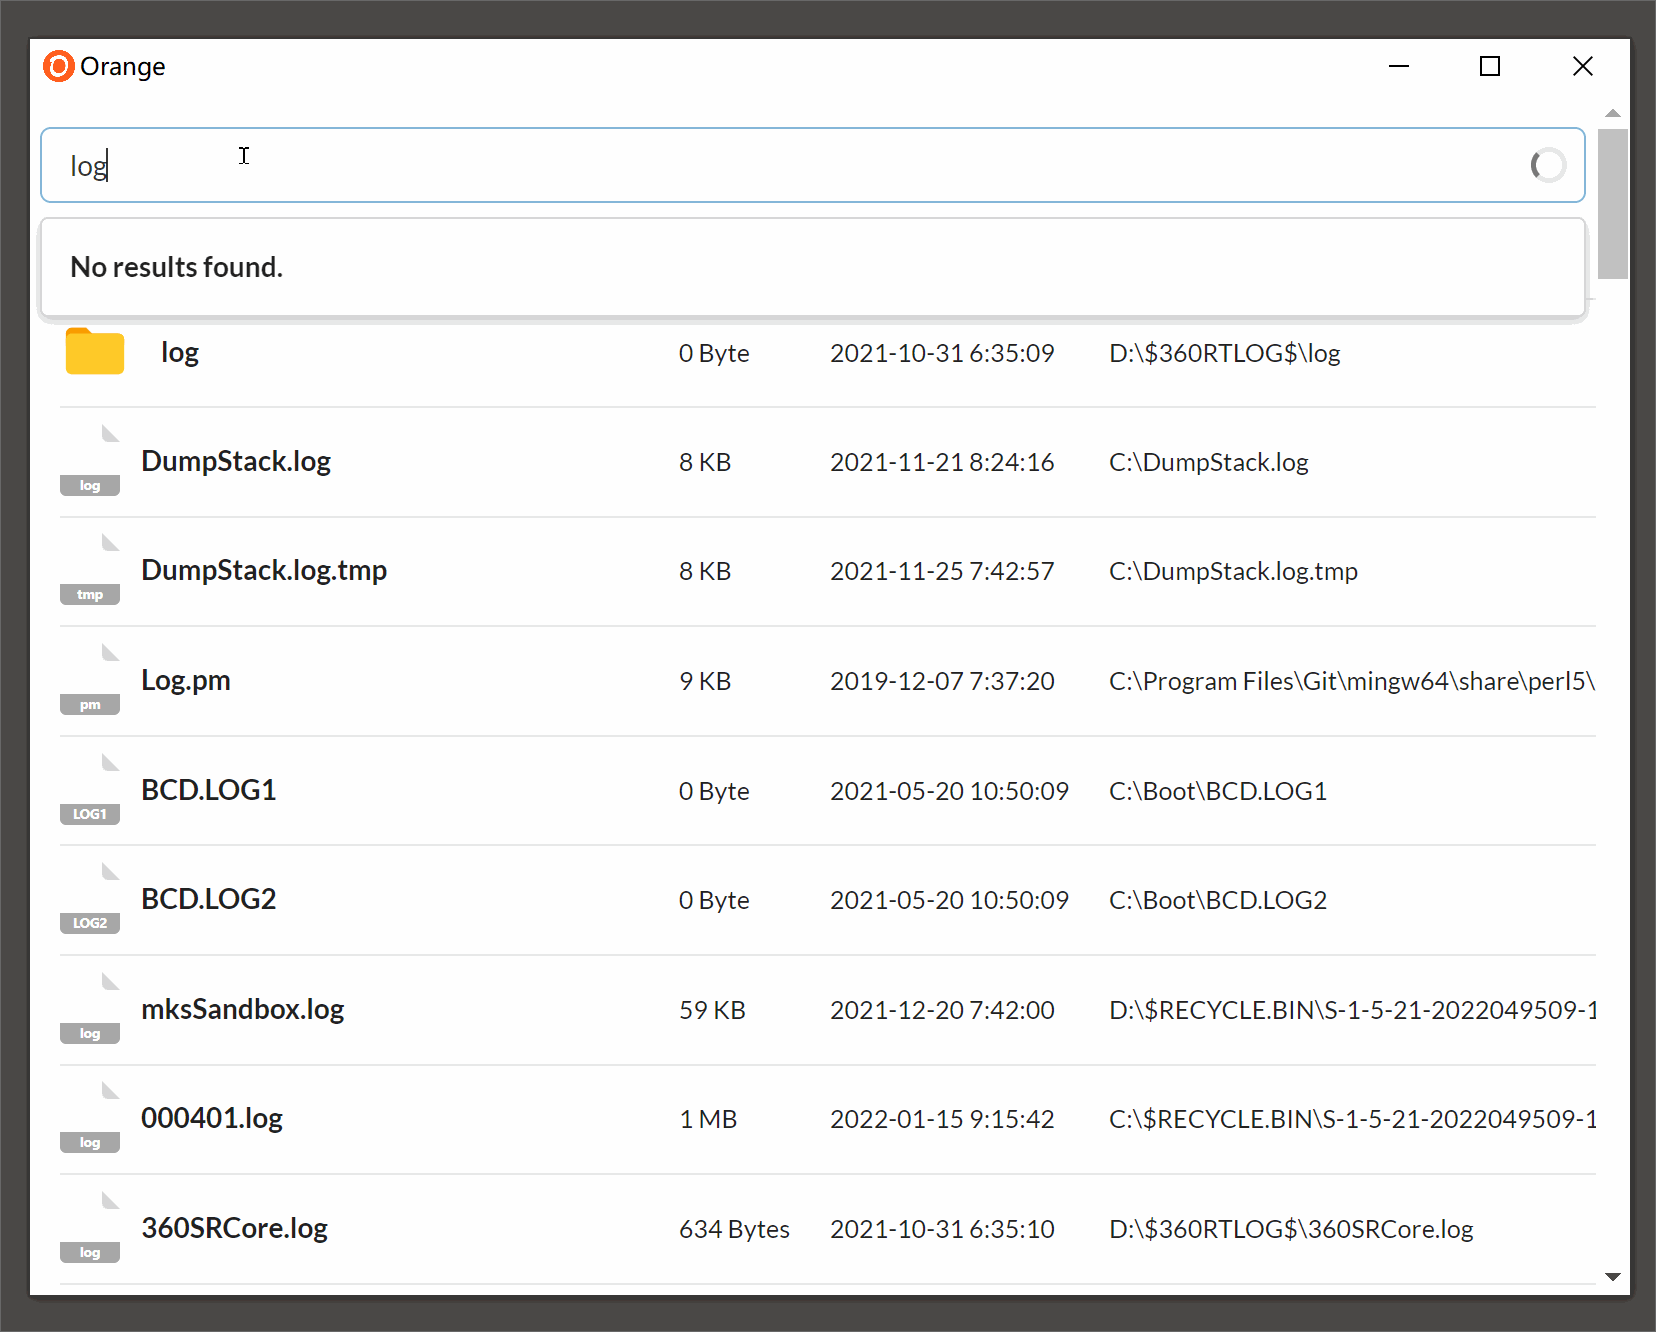 Orange
log
No results found.
log 0 Byte 2021-10-31 6:35:09 D:\$360RTLOG$\log
log DumpStack.log 8 KB 2021-11-21 8:24:16 C:\DumpStack.log
tmp DumpStack.log.tmp 8 KB 2021-11-25 7:42:57 C:\DumpStack.log.tmp
pm Log.pm 9 KB 2019-12-07 7:37:20 C:\Program Files\Git\mingw64\share\perl5\
LOG1 BCD.LOG1 0 Byte 2021-05-20 10:50:09 C:\Boot\BCD.LOG1
LOG2 BCD.LOG2 0 Byte 2021-05-20 10:50:09 C:\Boot\BCD.LOG2
log mksSandbox.log 59 KB 2021-12-20 7:42:00 D:\$RECYCLE.BIN\S-1-5-21-2022049509-1
log 000401.log 1 MB 2022-01-15 9:15:42 C:\$RECYCLE.BIN\S-1-5-21-2022049509-1
log 360SRCore.log 634 Bytes 2021-10-31 6:35:10 D:\$360RTLOG$\360SRCore.log